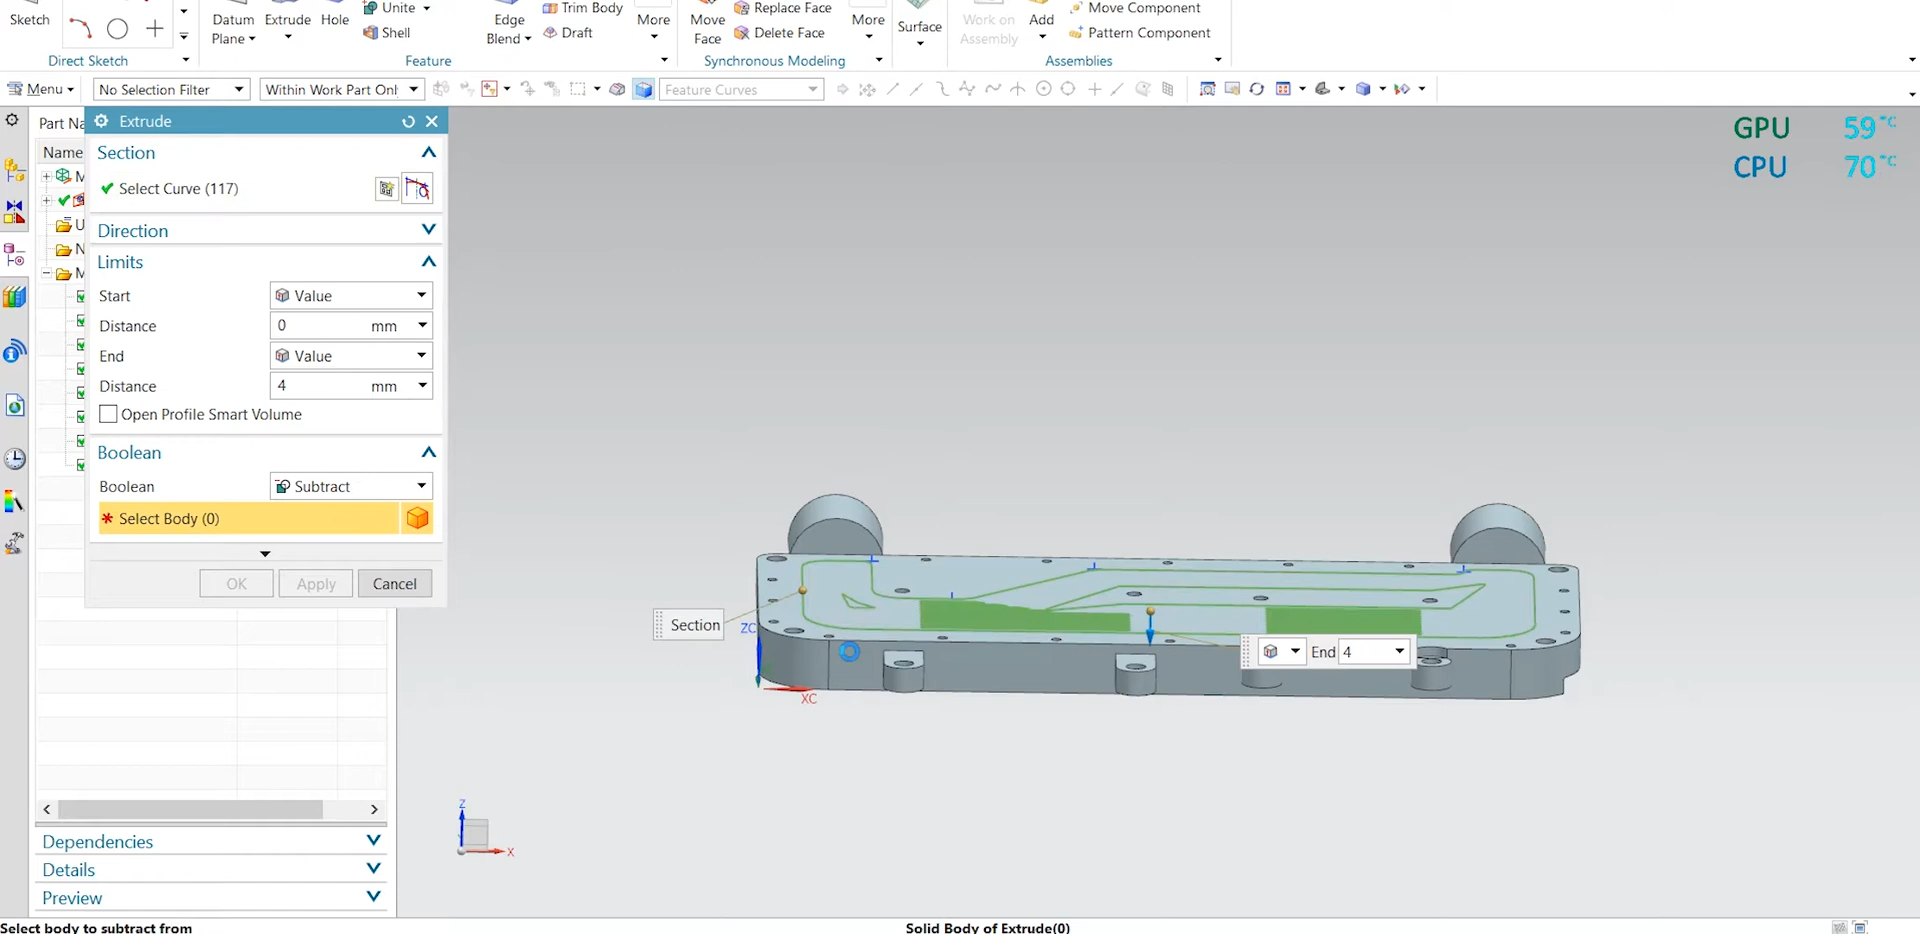 Sketch
Datum Plane
Extrude
Hole
Unite
Shell
Edge Blend
Trim Body
Draft
More
Move Face
Replace Face
Delete Face
More
Surface
Work on Assembly
Add
Move Component
Pattern Component
Direct Sketch
Feature
Synchronous Modeling
Assemblies
Menu
No Selection Filter
Within Work Part Onl
Feature Curves
Part Na
Extrude
GPU 59 °C
CPU 70 °C
Name
Section
Select Curve (117)
Direction
Limits
Start Value
Distance 0 mm
End Value
Distance 4 mm
Open Profile Smart Volume
Boolean
Boolean Subtract
* Select Body (0)
OK Apply Cancel
M
U
N
M
Section
ZC
XC
End 4
Z
X
Dependencies
Details
Preview
Select body to subtract from
Solid Body of Extrude(0)